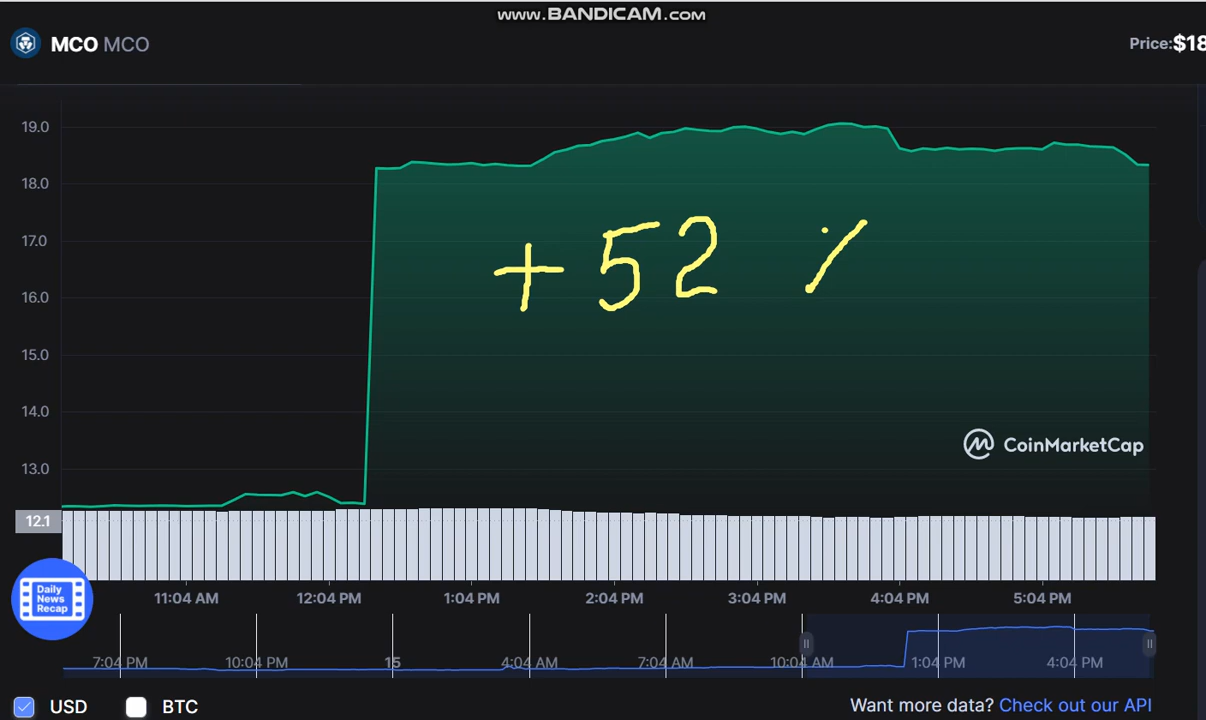 www.BANDICAM.com
MCO MCO
Price:$18
19.0
18.0
17.0
16.0
15.0
14.0
13.0
12.1
+52 %
CoinMarketCap
Daily
News
Recap
11:04 AM 12:04 PM 1:04 PM 2:04 PM 3:04 PM 4:04 PM 5:04 PM
7:04 PM 10:04 PM 15 4:04 AM 7:04 AM 10:04 AM 1:04 PM 4:04 PM
USD BTC
Want more data? Check out our API